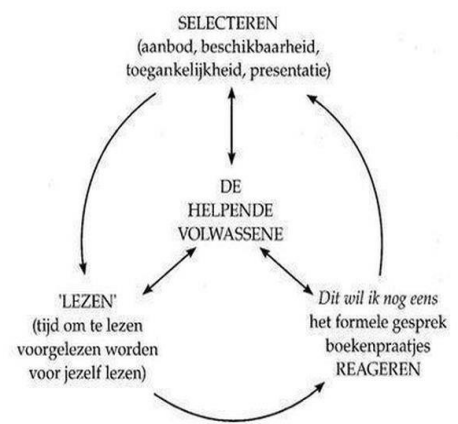 SELECTEREN
(aanbod, beschikbaarheid,
toegankelijkheid, presentatie)
DE
HELPENDE
VOLWASSENE
'LEZEN'
(tijd om te lezen
voorgelezen worden
voor jezelf lezen)
Dit wil ik nog eens
het formele gesprek
boekenpraatjes
REAGEREN